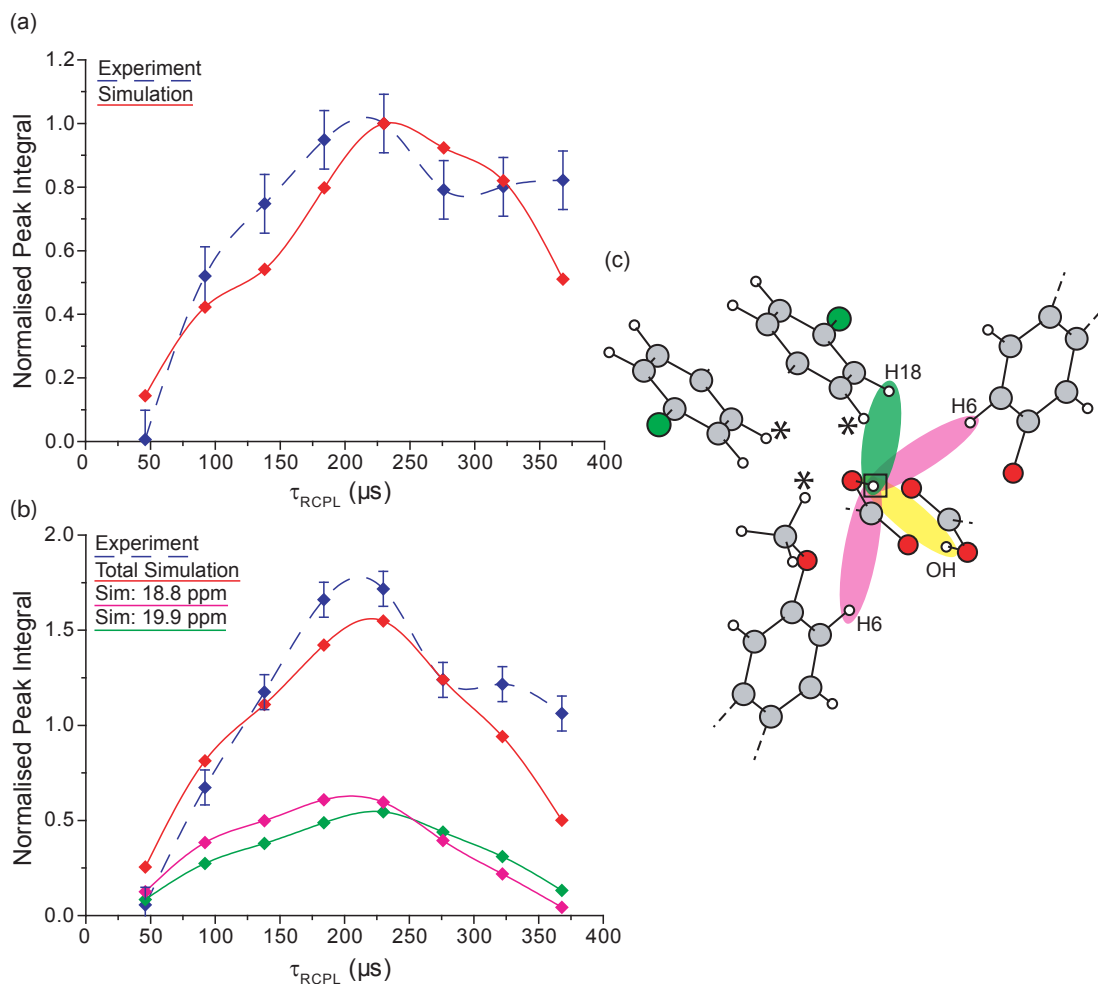 (a)
Normalised Peak Integral
1.2
1.0
0.8
0.6
0.4
0.2
0.0
Experiment
Simulation
0 50 100 150 200 250 300 350 400
τRCPL (µs)
(b)
Normalised Peak Integral
2.0
1.5
1.0
0.5
0.0
Experiment
Total Simulation
Sim: 18.8 ppm
Sim: 19.9 ppm
0 50 100 150 200 250 300 350 400
τRCPL (µs)
(c)
H18
H6
*
*
*
OH
H6